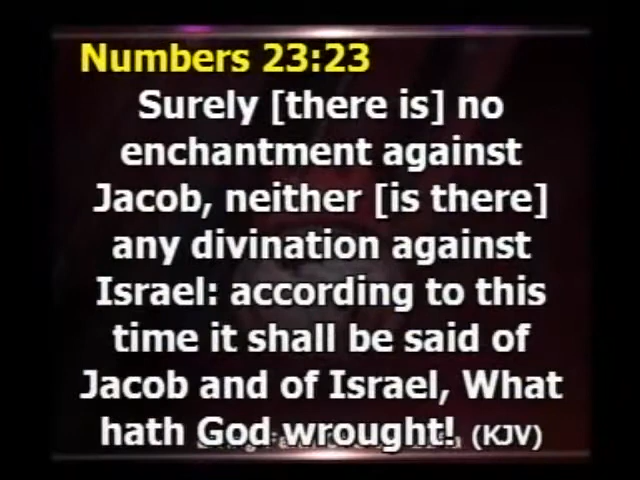 Numbers 23:23
Surely [there is] no
enchantment against
Jacob, neither [is there]
any divination against
Israel: according to this
time it shall be said of
Jacob and of Israel, What
hath God wrought! (KJV)